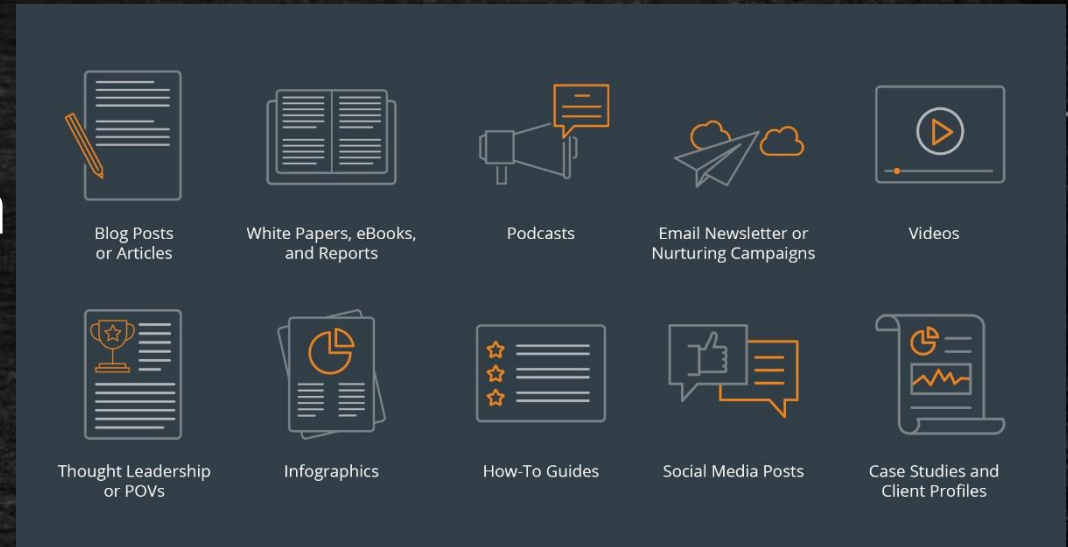 Blog Posts
or Articles
White Papers, eBooks,
and Reports
Podcasts
Email Newsletter or
Nurturing Campaigns
Videos
Thought Leadership
or POVs
Infographics
How-To Guides
Social Media Posts
Case Studies and
Client Profiles